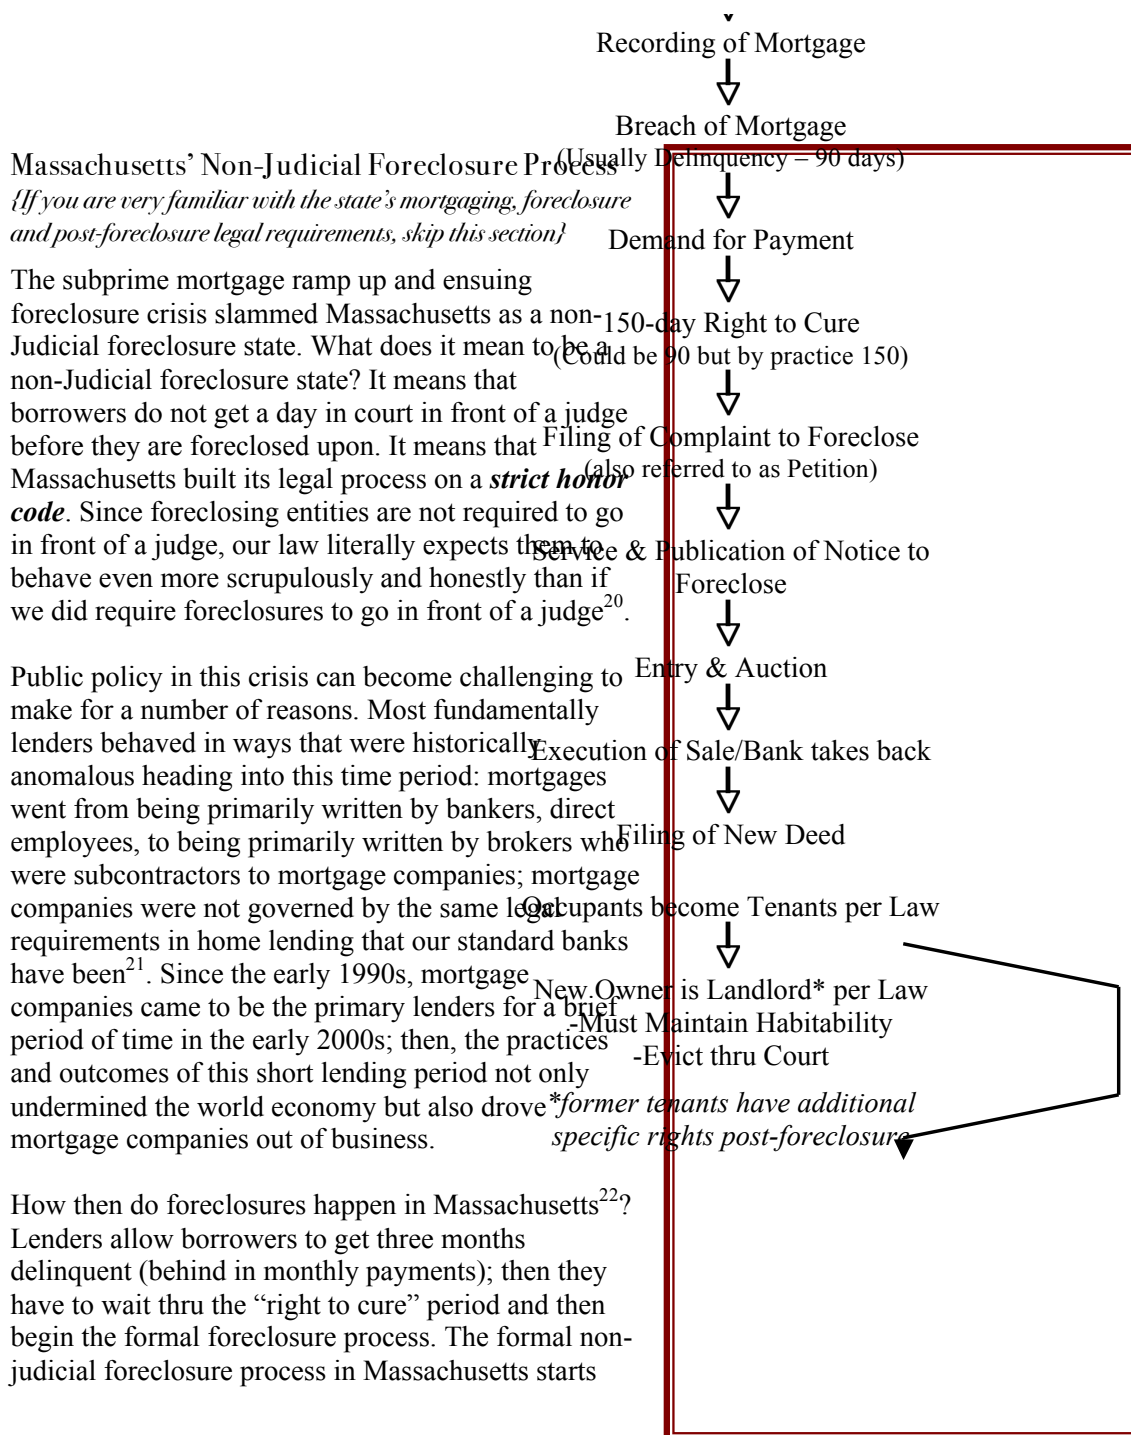 Massachusetts’ Non-Judicial Foreclosure Process
{If you are very familiar with the state’s mortgaging, foreclosure
and post-foreclosure legal requirements, skip this section}
The subprime mortgage ramp up and ensuing
foreclosure crisis slammed Massachusetts as a non-
Judicial foreclosure state. What does it mean to be a
non-Judicial foreclosure state? It means that
borrowers do not get a day in court in front of a judge
before they are foreclosed upon. It means that
Massachusetts built its legal process on a strict honor
code. Since foreclosing entities are not required to go
in front of a judge, our law literally expects them to
behave even more scrupulously and honestly than if
we did require foreclosures to go in front of a judge20.
Public policy in this crisis can become challenging to
make for a number of reasons. Most fundamentally
lenders behaved in ways that were historically
anomalous heading into this time period: mortgages
went from being primarily written by bankers, direct
employees, to being primarily written by brokers who
were subcontractors to mortgage companies; mortgage
companies were not governed by the same legal
requirements in home lending that our standard banks
have been21. Since the early 1990s, mortgage
companies came to be the primary lenders for a brief
period of time in the early 2000s; then, the practices
and outcomes of this short lending period not only
undermined the world economy but also drove
mortgage companies out of business.
How then do foreclosures happen in Massachusetts22?
Lenders allow borrowers to get three months
delinquent (behind in monthly payments); then they
have to wait thru the “right to cure” period and then
begin the formal foreclosure process. The formal non-
judicial foreclosure process in Massachusetts starts
Recording of Mortgage
Breach of Mortgage
(Usually Delinquency – 90 days)
Demand for Payment
150-day Right to Cure
(Could be 90 but by practice 150)
Filing of Complaint to Foreclose
(also referred to as Petition)
Service & Publication of Notice to
Foreclose
Entry & Auction
Execution of Sale/Bank takes back
Filing of New Deed
Occupants become Tenants per Law
New Owner is Landlord* per Law
-Must Maintain Habitability
-Evict thru Court
*former tenants have additional
specific rights post-foreclosure